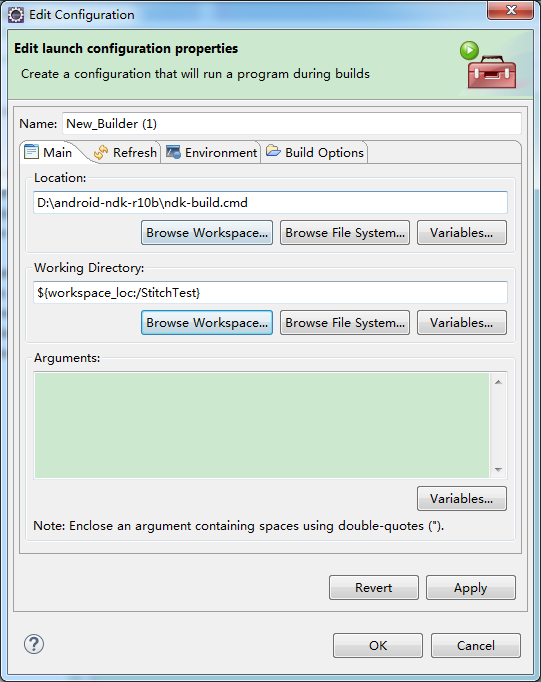 Edit Configuration
Edit launch configuration properties
Create a configuration that will run a program during builds
Name: New_Builder (1)
Main Refresh Environment Build Options
Location:
D:\android-ndk-r10b\ndk-build.cmd
Browse Workspace... Browse File System... Variables...
Working Directory:
${workspace_loc:/StitchTest}
Browse Workspace... Browse File System... Variables...
Arguments:
Variables...
Note: Enclose an argument containing spaces using double-quotes (").
Revert Apply
? OK Cancel